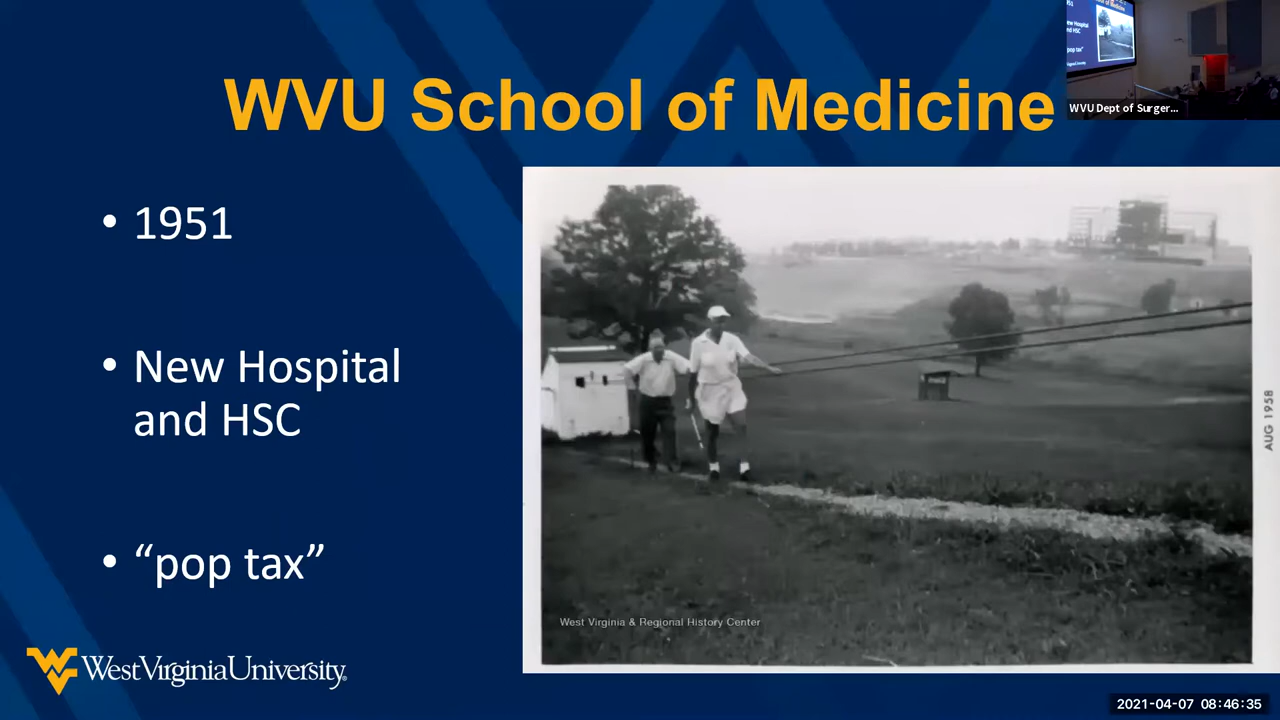 WVU School of Medicine
• 1951
• New Hospital
and HSC
• “pop tax”
WVU Dept of Surger...
West Virginia & Regional History Center
AUG 1958
WestVirginiaUniversity.
2021-04-07 08:46:35